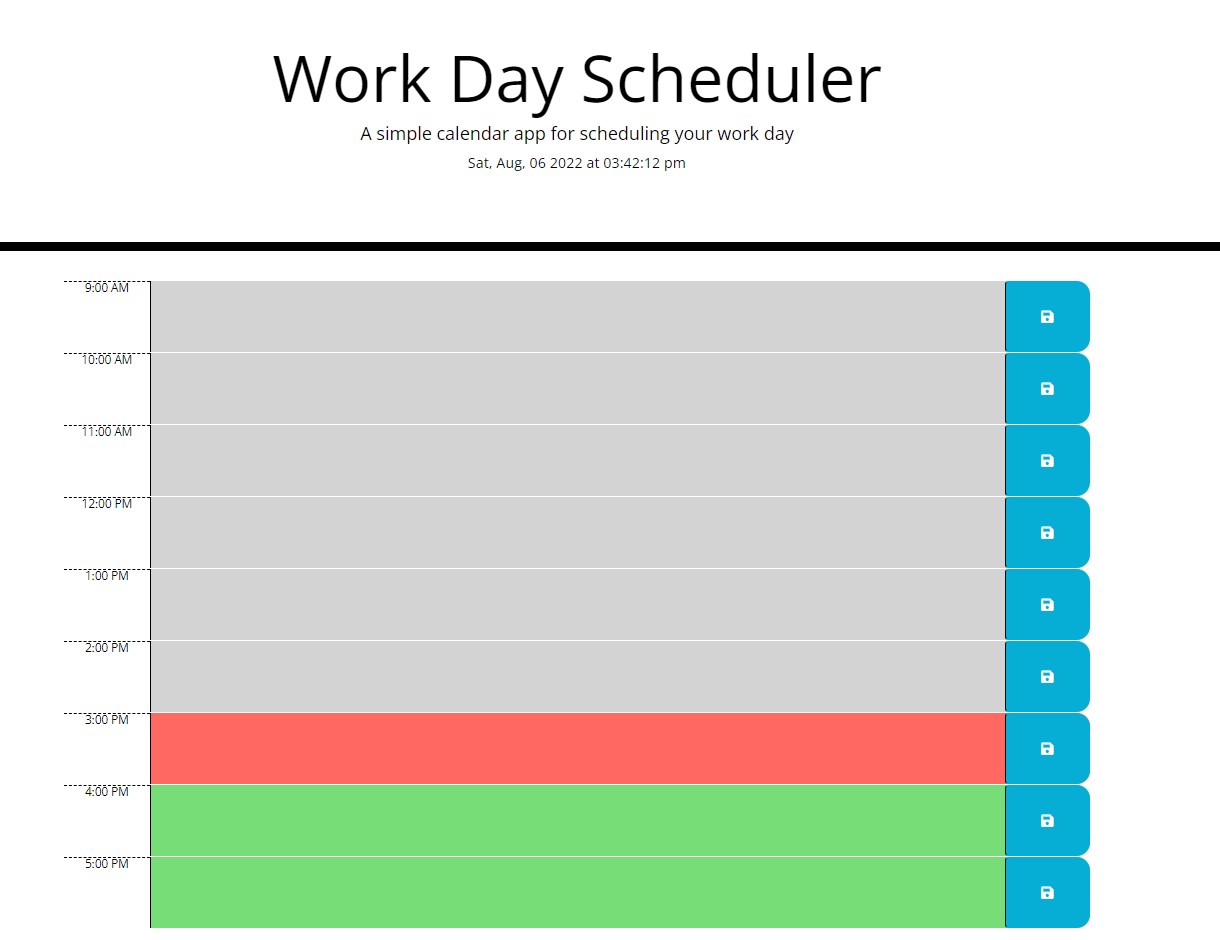 Work Day Scheduler
A simple calendar app for scheduling your work day
Sat, Aug, 06 2022 at 03:42:12 pm
9:00 AM
10:00 AM
11:00 AM
12:00 PM
1:00 PM
2:00 PM
3:00 PM
4:00 PM
5:00 PM